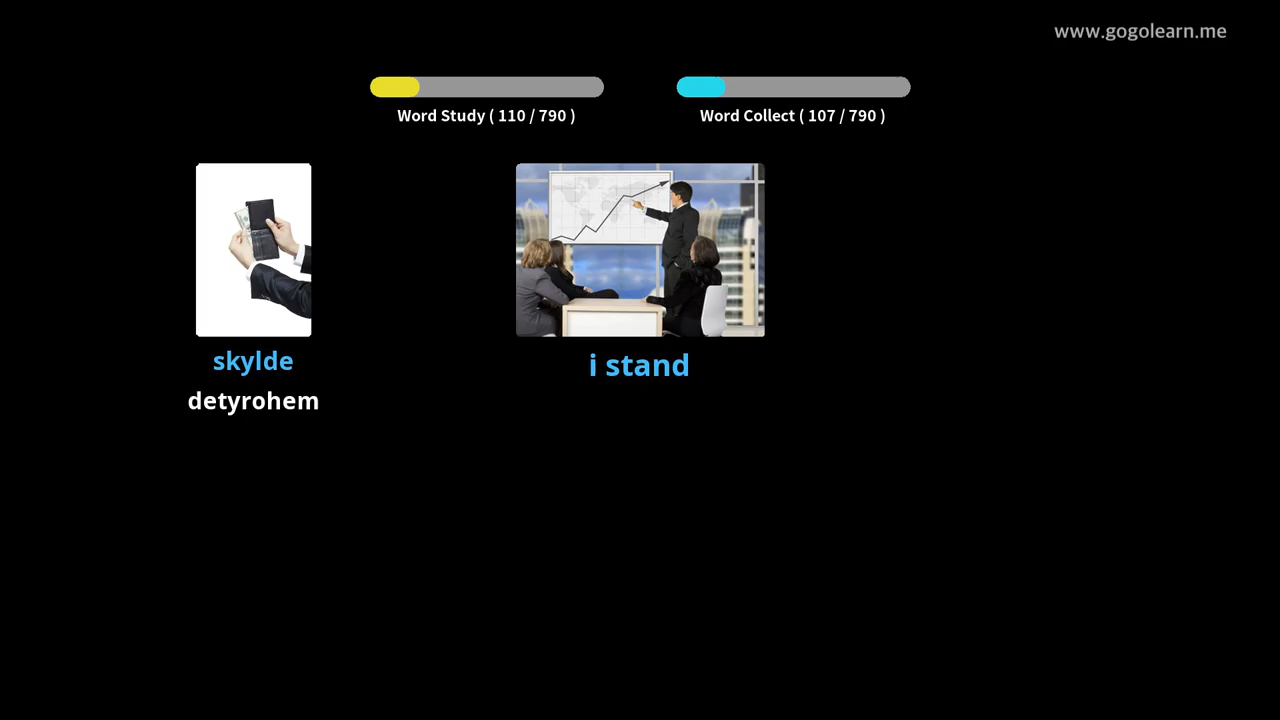 www.gogolearn.me
Word Study ( 110 / 790 )
Word Collect ( 107 / 790 )
skylde
detyrohem
i stand